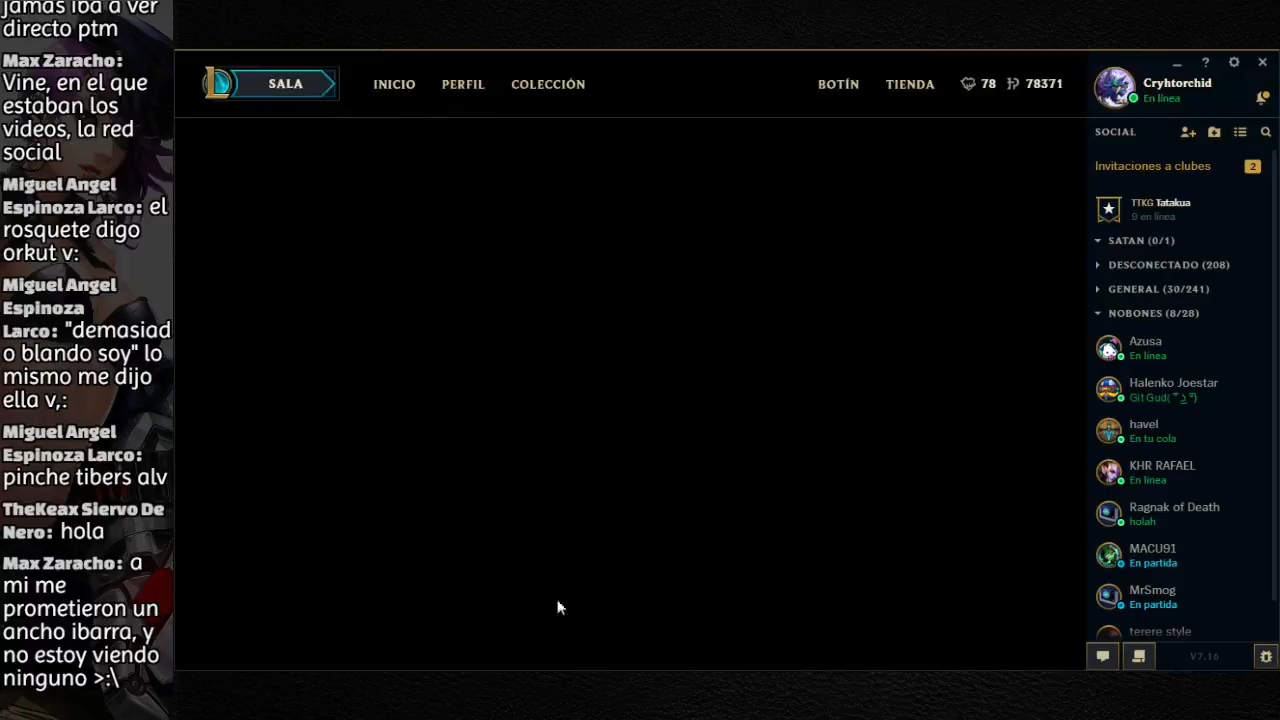 jamas iba a ver
directo ptm
Max Zaracho:
Vine, en el que
estaban los
videos, la red
social
Miguel Angel
Espinoza Larco: el
rosquete digo
orkut v:
Miguel Angel
Espinoza
Larco: "demasiad
o blando soy" lo
mismo me dijo
ella v,:
Miguel Angel
Espinoza Larco:
pinche tibers alv
TheKeax Siervo De
Nero: hola
Max Zaracho: a
mi me
prometieron un
ancho ibarra, y
no estoy viendo
ninguno >:\
SALA
INICIO
PERFIL
COLECCIÓN
BOTÍN
TIENDA
78
78371
Cryhtorchid
En línea
SOCIAL
Invitaciones a clubes
2
TTKG Tatakua
9 en línea
SATAN (0/1)
DESCONECTADO (208)
GENERAL (30/241)
NOBONES (8/28)
Azusa
En línea
Halenko Joestar
Git Gud( ͡° ͜ʖ ͡°)
havel
En tu cola
KHR RAFAEL
En línea
Ragnak of Death
holah
MACU91
En partida
MrSmog
En partida
terere style
V7.16